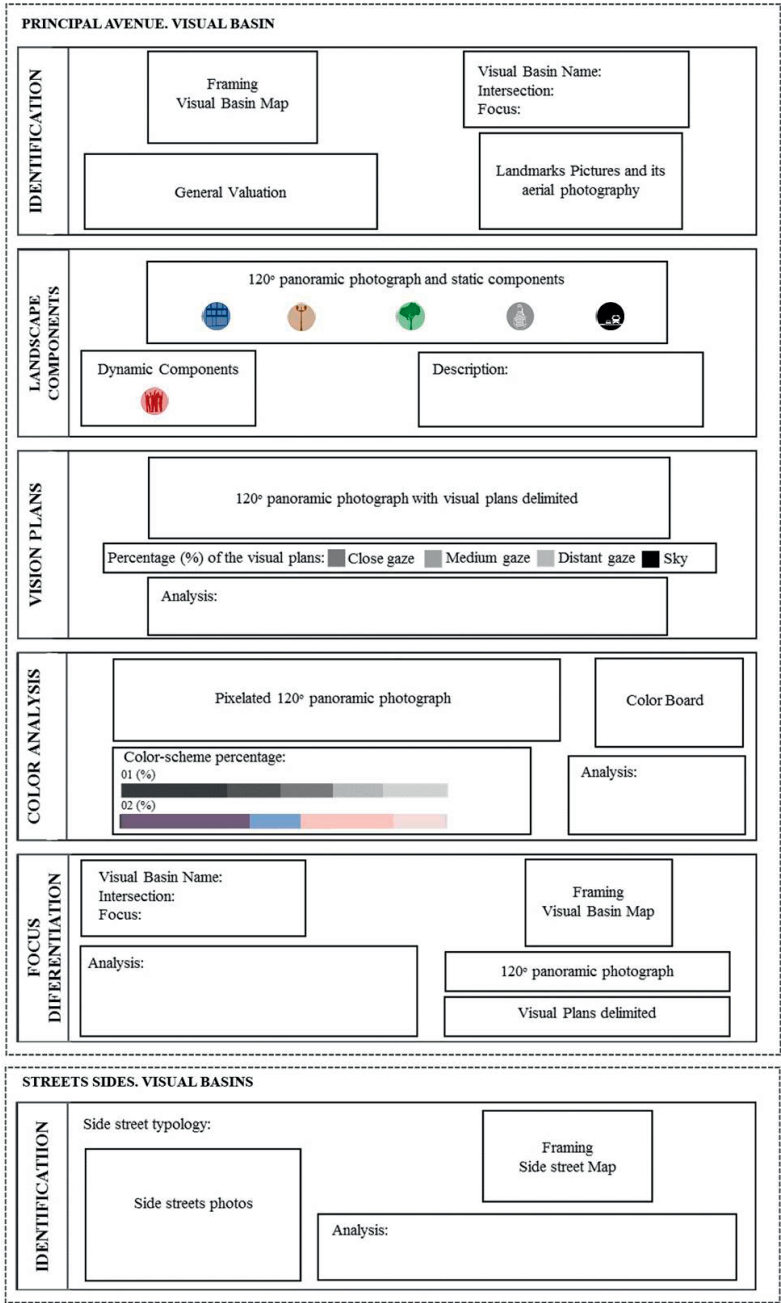 PRINCIPAL AVENUE. VISUAL BASIN
IDENTIFICATION
Framing
Visual Basin Map
Visual Basin Name:
Intersection:
Focus:
General Valuation
Landmarks Pictures and its
aerial photography
LANDSCAPE
COMPONENTS
120º panoramic photograph and static components
Dynamic Components
Description:
VISION PLANS
120º panoramic photograph with visual plans delimited
Percentage (%) of the visual plans: Close gaze Medium gaze Distant gaze Sky
Analysis:
COLOR ANALYSIS
Pixelated 120º panoramic photograph
Color Board
Color-scheme percentage:
01 (%)
02 (%)
Analysis:
FOCUS
DIFERENTIATION
Visual Basin Name:
Intersection:
Focus:
Framing
Visual Basin Map
Analysis:
120º panoramic photograph
Visual Plans delimited
STREETS SIDES. VISUAL BASINS
IDENTIFICATIION
Side street typology:
Framing
Side street Map
Side streets photos
Analysis: